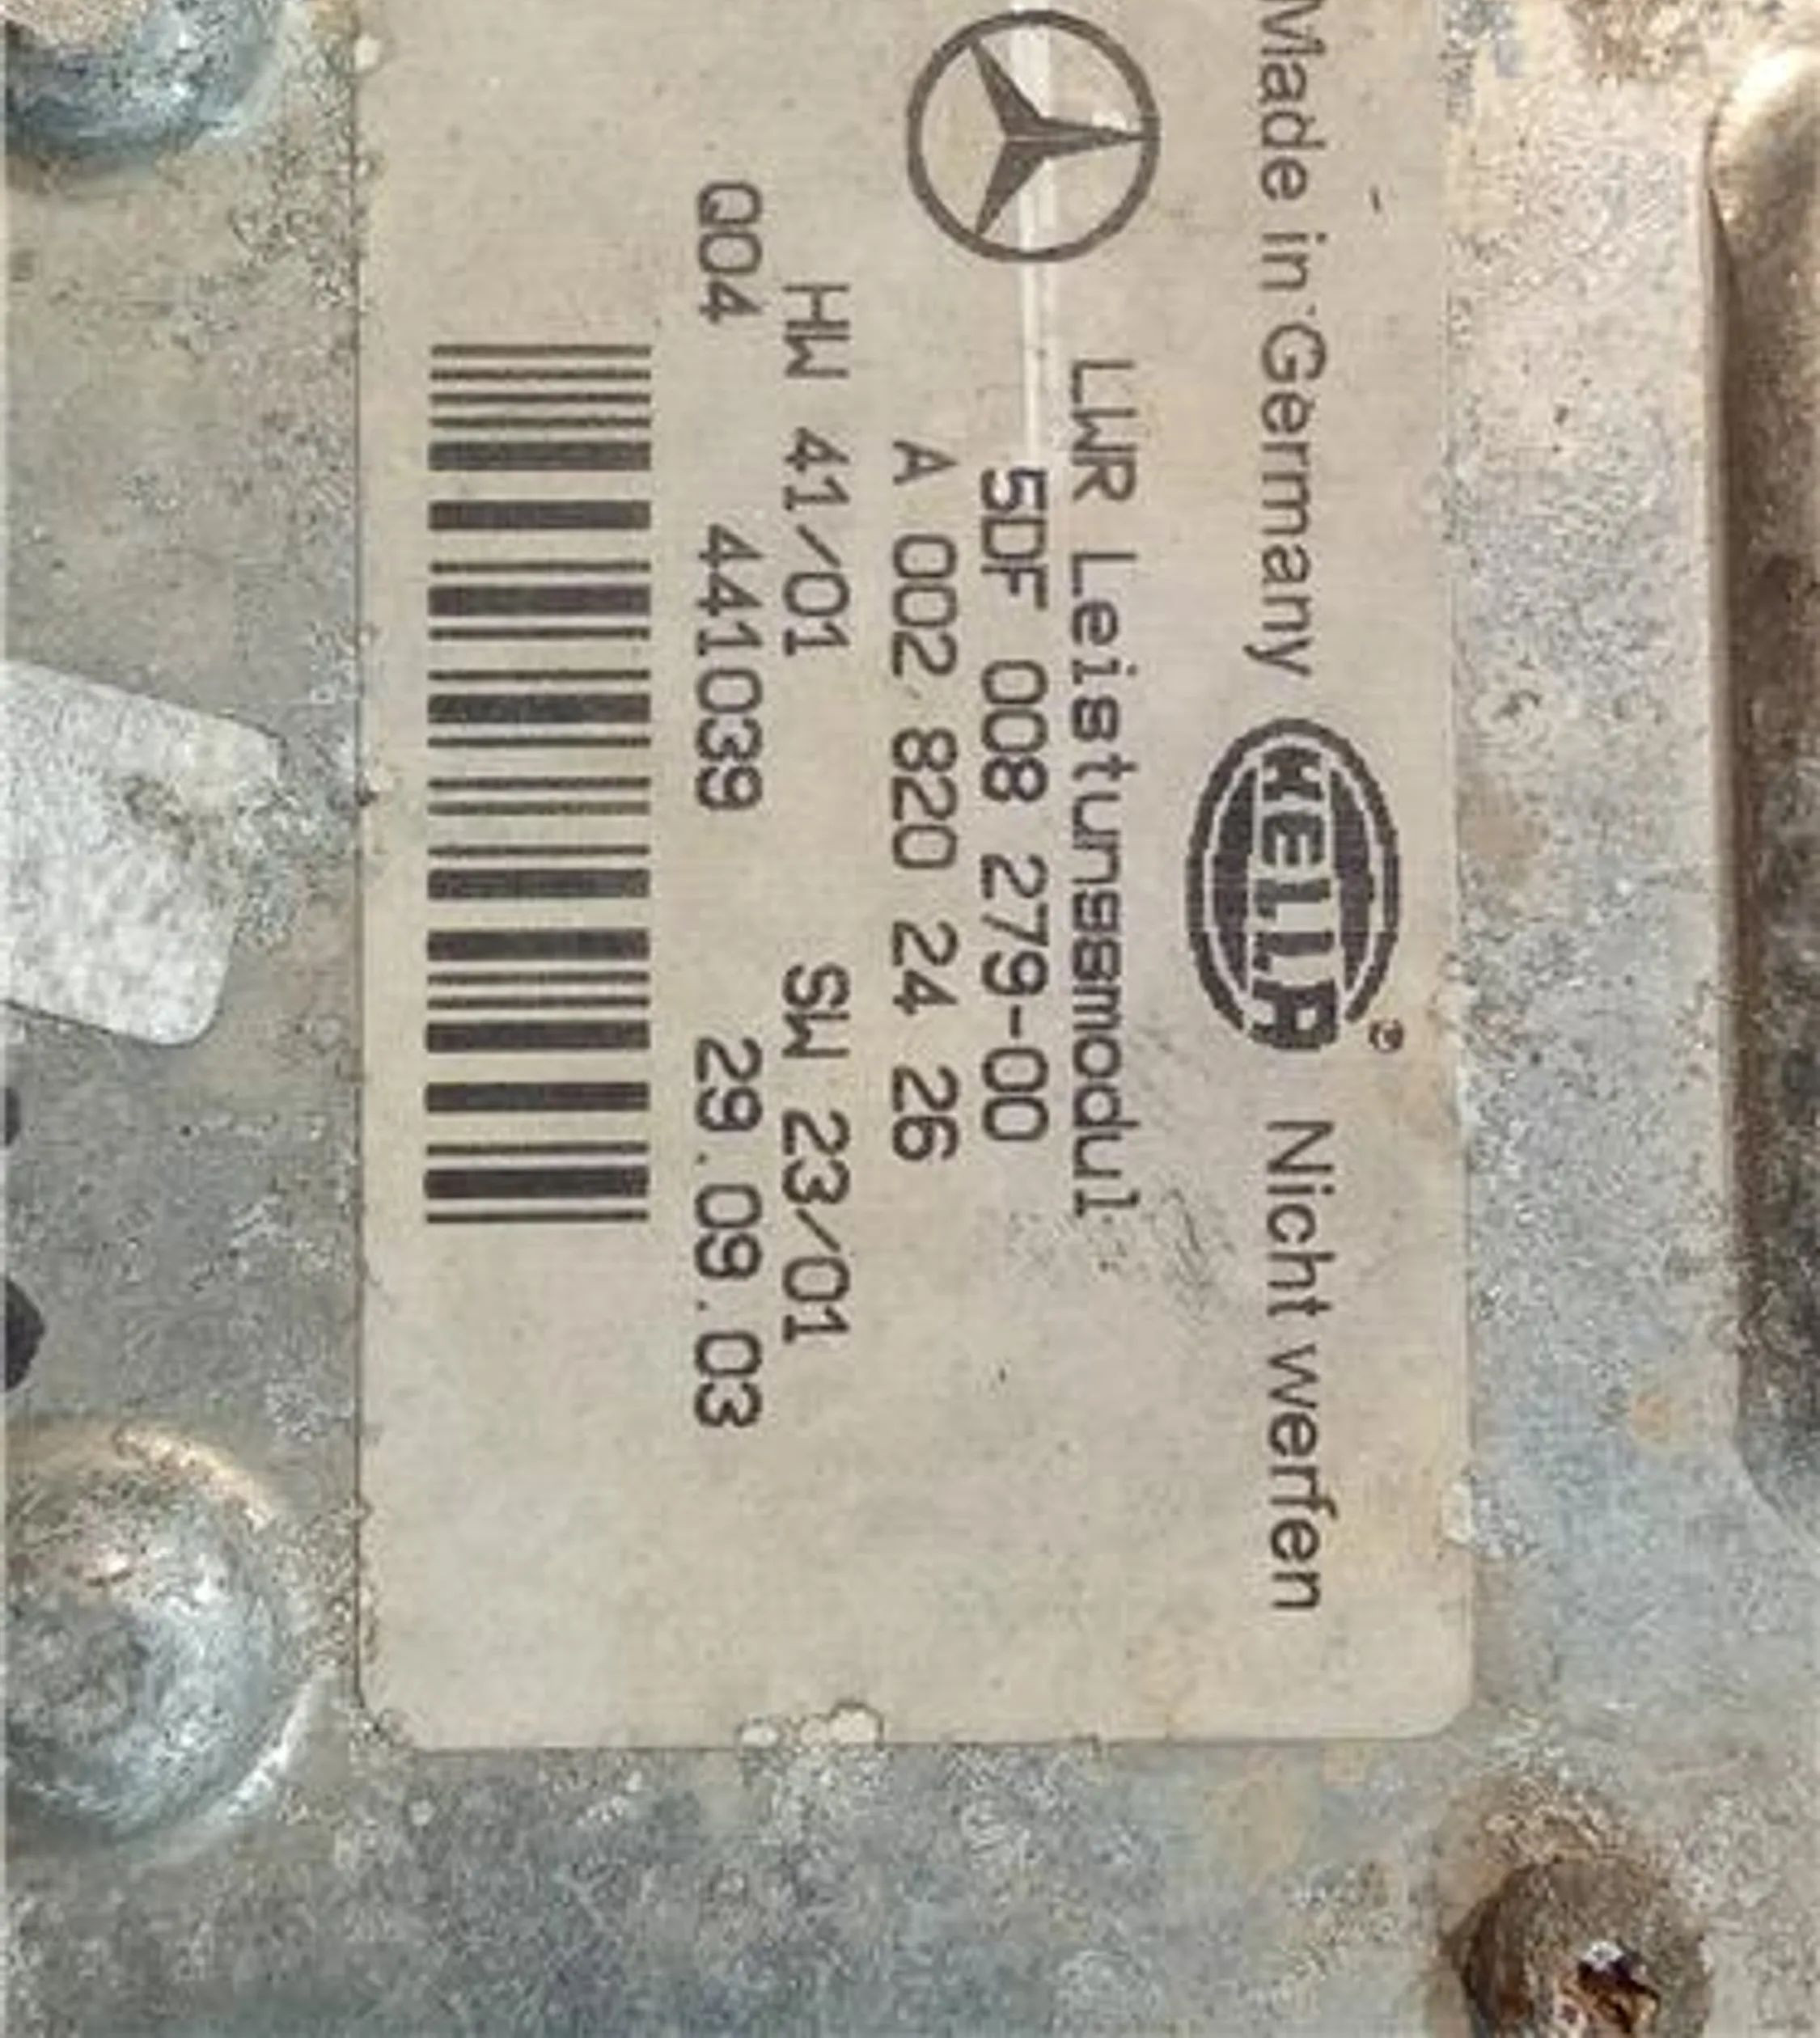 Made in Germany HELLA® Nicht werfen
LWR Leistungsmodul
5DF 008 279-00
A 002 820 24 26
HW 41/01 SW 23/01
Q04 441039 29.09.03